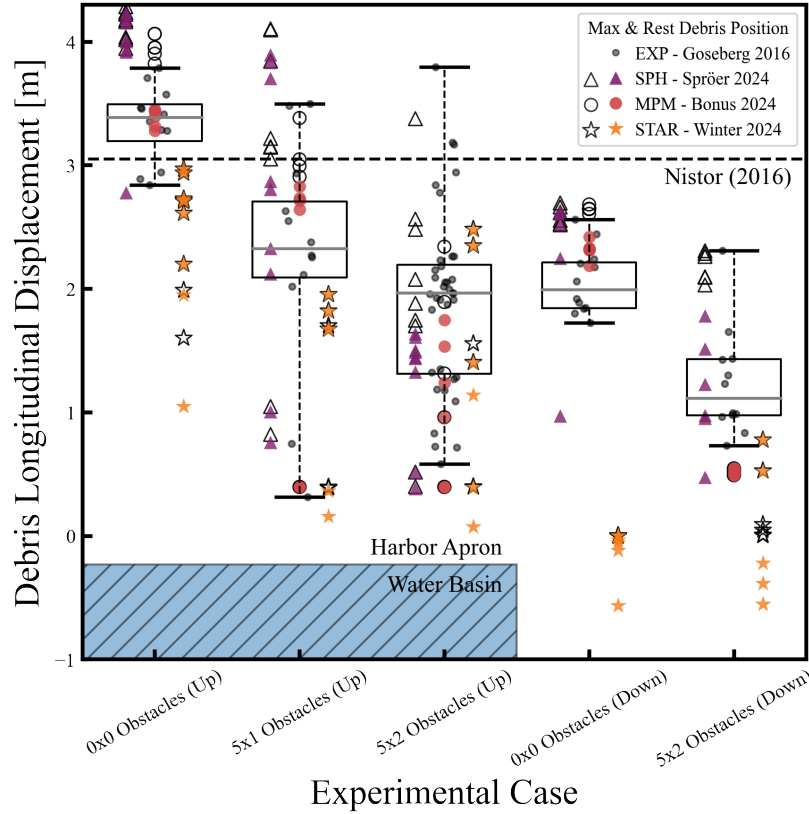 Max & Rest Debris Position
EXP - Goseberg 2016
SPH - Spröer 2024
MPM - Bonus 2024
STAR - Winter 2024
Nistor (2016)
Harbor Apron
Water Basin
Debris Longitudinal Displacement [m]
4
3
2
1
0
−1
0x0 Obstacles (Up)
5x1 Obstacles (Up)
5x2 Obstacles (Up)
0x0 Obstacles (Down)
5x2 Obstacles (Down)
Experimental Case